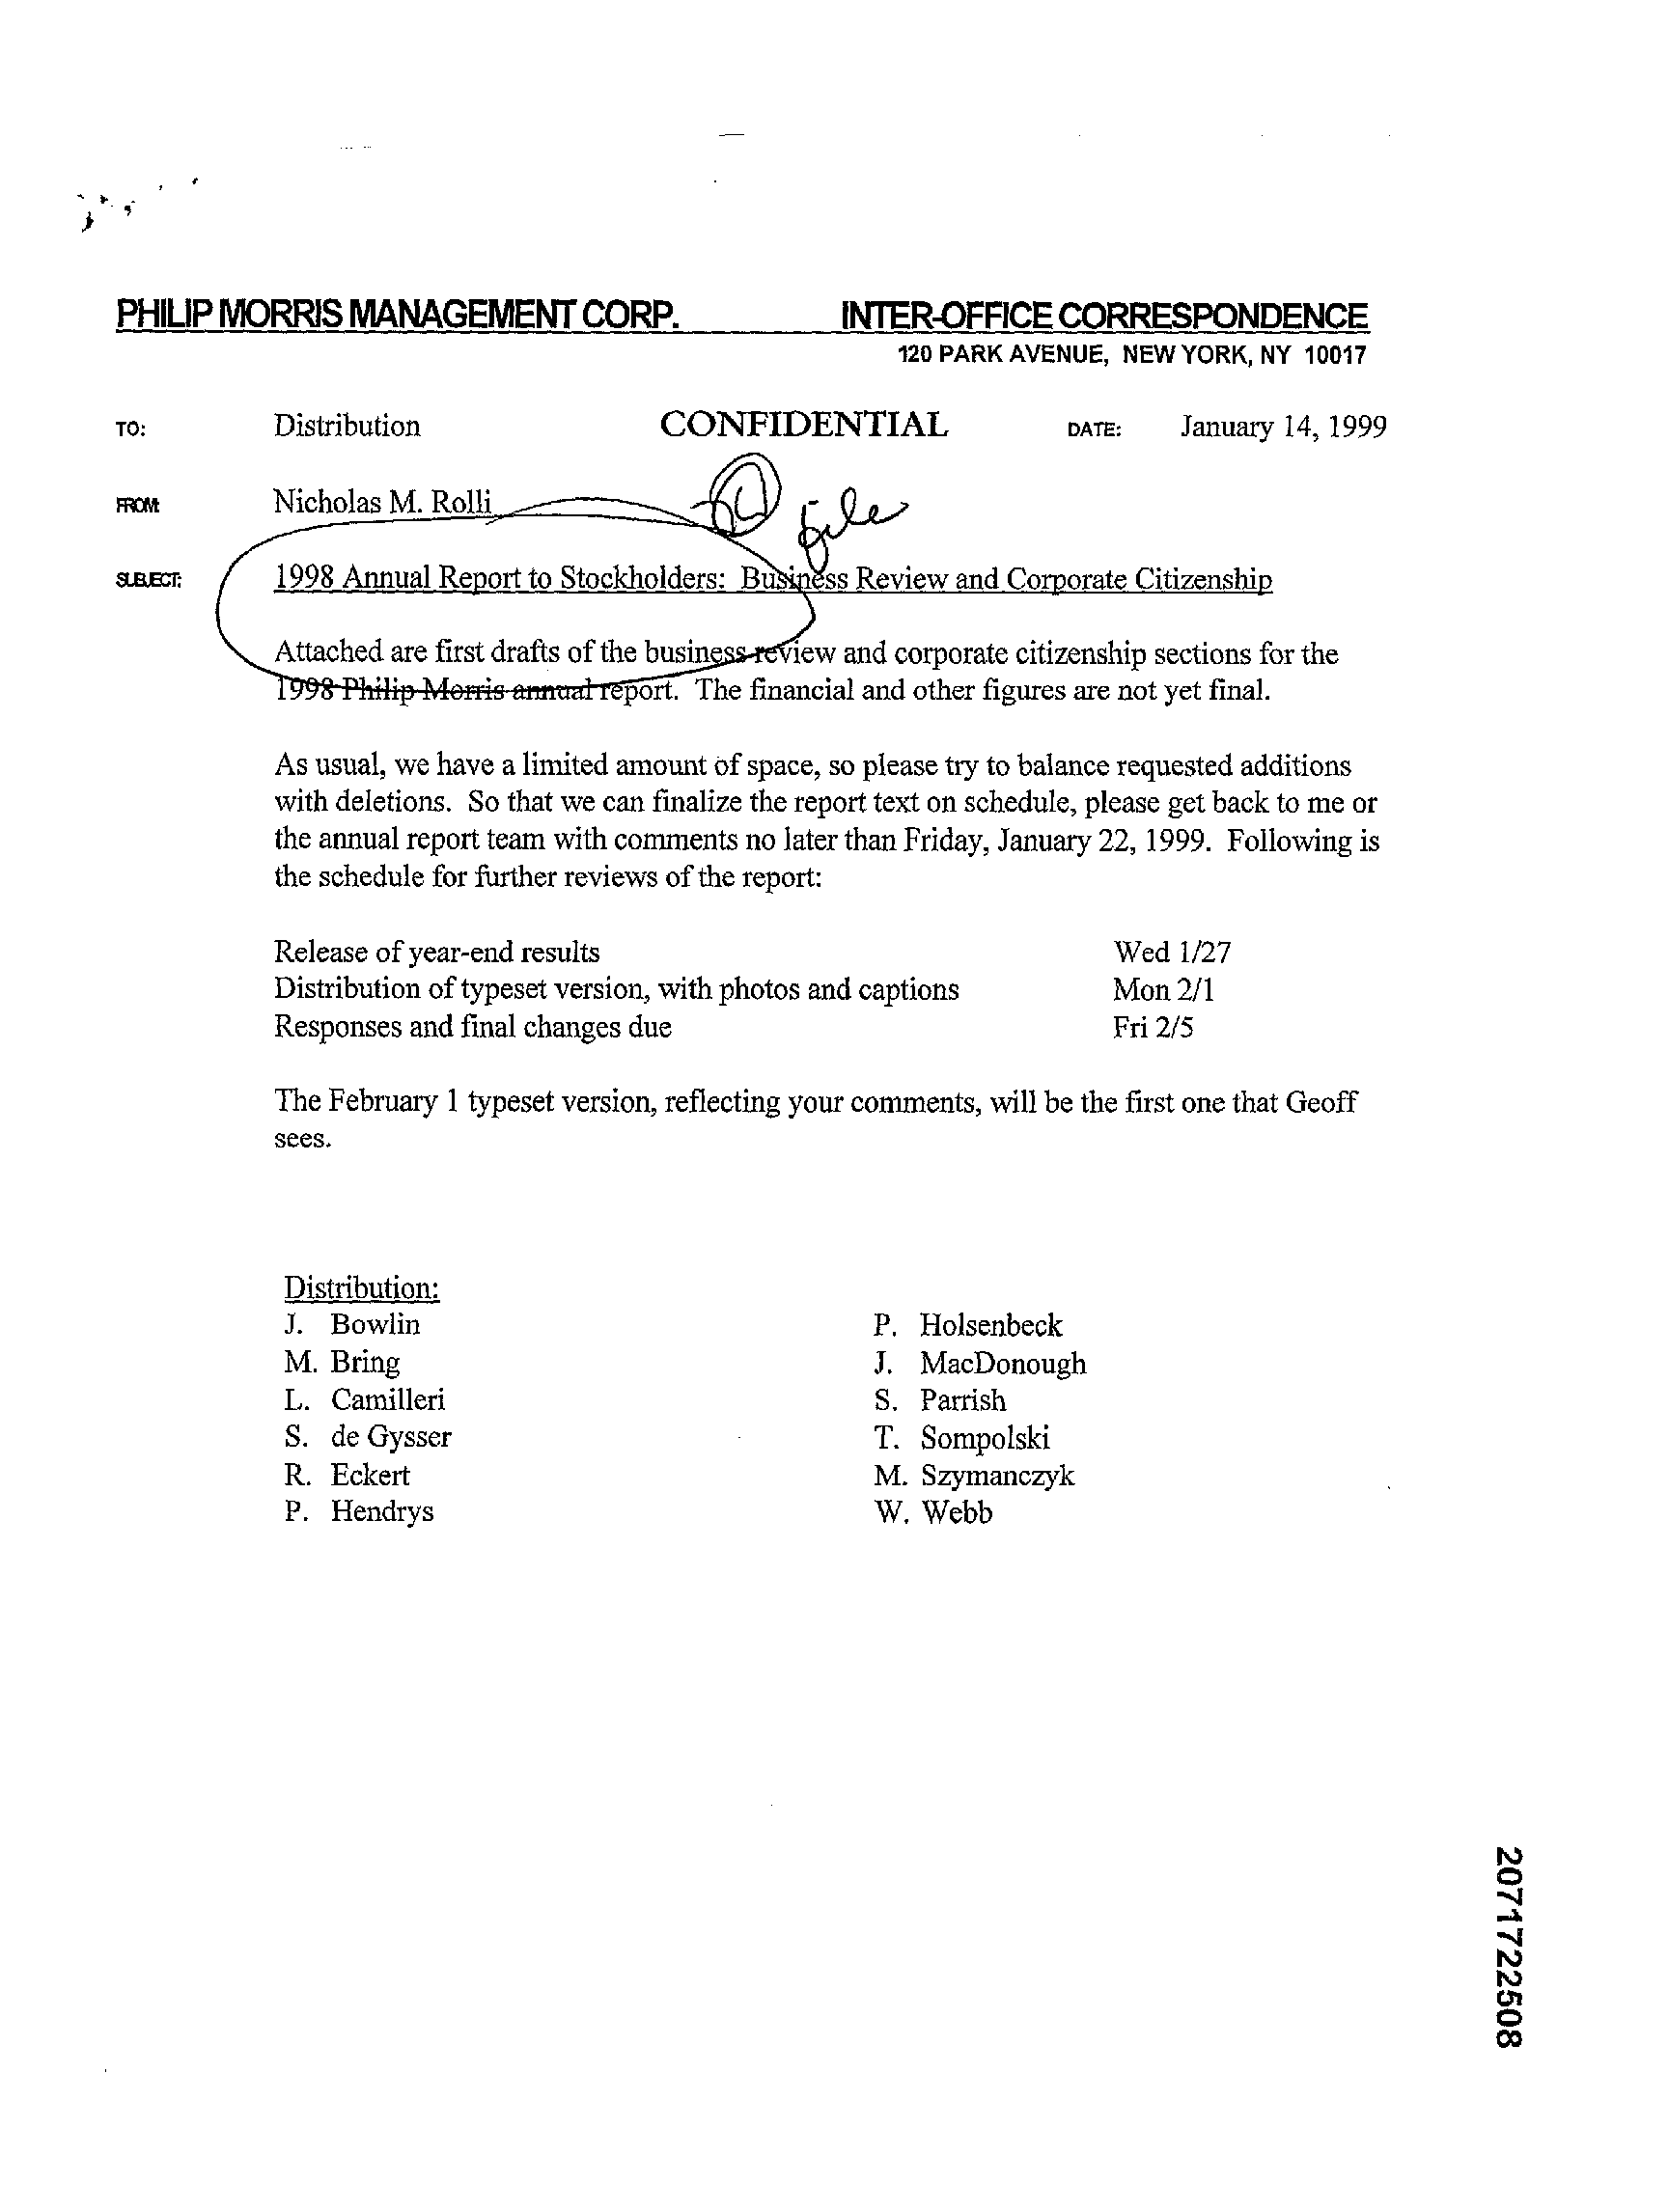 PHILIP MORRIS MANAGEMENT CORP. INTER-OFFICE CORRESPONDENCE
120 PARK AVENUE, NEW YORK, NY 10017
TO: Distribution CONFIDENTIAL DATE: January 14, 1999
FROM: Nicholas M. Rolli
file
SUBJECT: 1998 Annual Report to Stockholders: Business Review and Corporate Citizenship
Attached are first drafts of the business review and corporate citizenship sections for the
1998 Philip Morris annual report. The financial and other figures are not yet final.
As usual, we have a limited amount of space, so please try to balance requested additions
with deletions. So that we can finalize the report text on schedule, please get back to me or
the annual report team with comments no later than Friday, January 22, 1999. Following is
the schedule for further reviews of the report:
Release of year-end results Wed 1/27
Distribution of typeset version, with photos and captions Mon 2/1
Responses and final changes due Fri 2/5
The February 1 typeset version, reflecting your comments, will be the first one that Geoff
sees.
Distribution:
J. Bowlin P. Holsenbeck
M. Bring J. MacDonough
L. Camilleri S. Parrish
S. de Gysser T. Sompolski
R. Eckert M. Szymanczyk
P. Hendrys W. Webb
2071722508